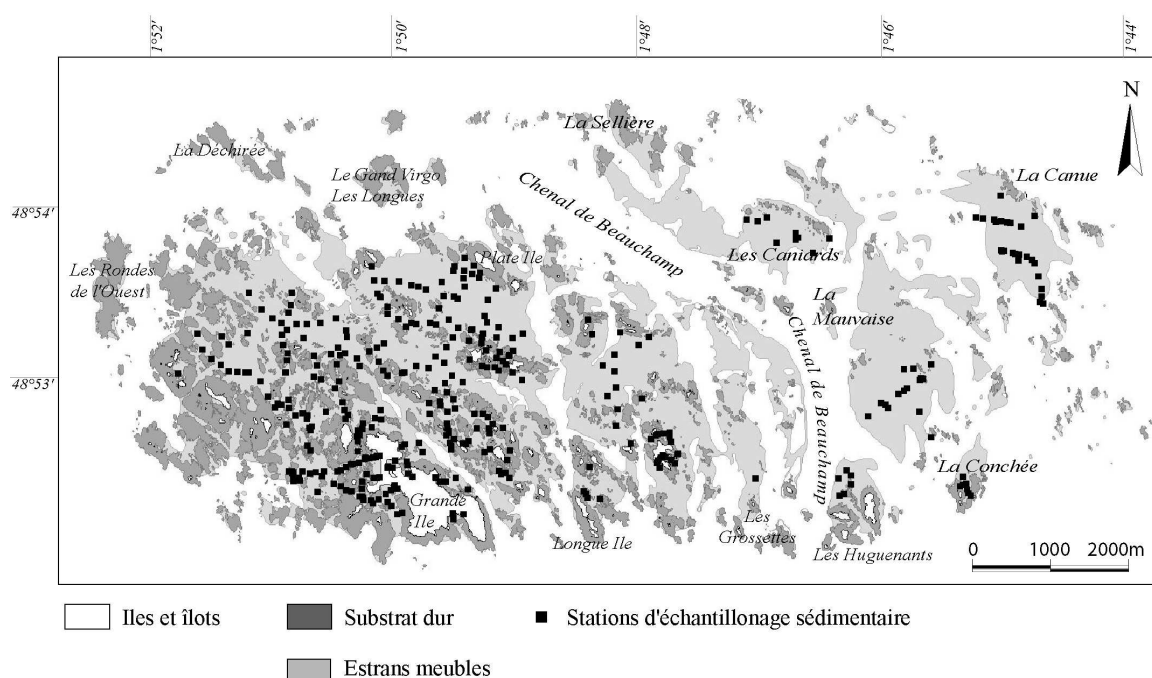 1°52'
1°50'
1°48'
1°46'
1°44'
N
La Sellière
La Déchirée
Le Gand Virgo
Les Longues
Chenal de Beauchamp
La Canue
48°54'
Les Rondes
de l'Ouest
Plate Ile
Les Caniards
La
Mauvaise
Chenal de Beauchamp
48°53'
La Conchée
Grande
Ile
Longue Ile
Les
Grossettes
Les Huguenants
0 1000 2000m
Iles et îlots
Substrat dur
Stations d'échantillonage sédimentaire
Estrans meubles